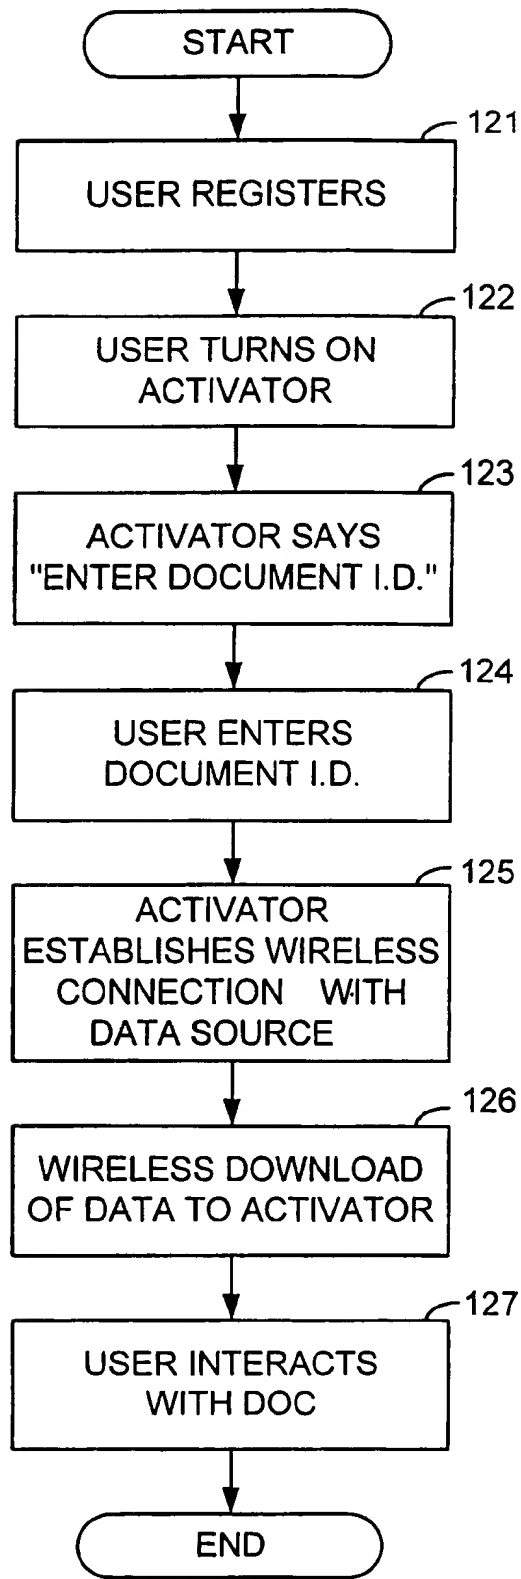 START
121
USER REGISTERS
122
USER TURNS ON
ACTIVATOR
123
ACTIVATOR SAYS
"ENTER DOCUMENT I.D."
124
USER ENTERS
DOCUMENT I.D.
125
ACTIVATOR
ESTABLISHES WIRELESS
CONNECTION WITH
DATA SOURCE
126
WIRELESS DOWNLOAD
OF DATA TO ACTIVATOR
127
USER INTERACTS
WITH DOC
END